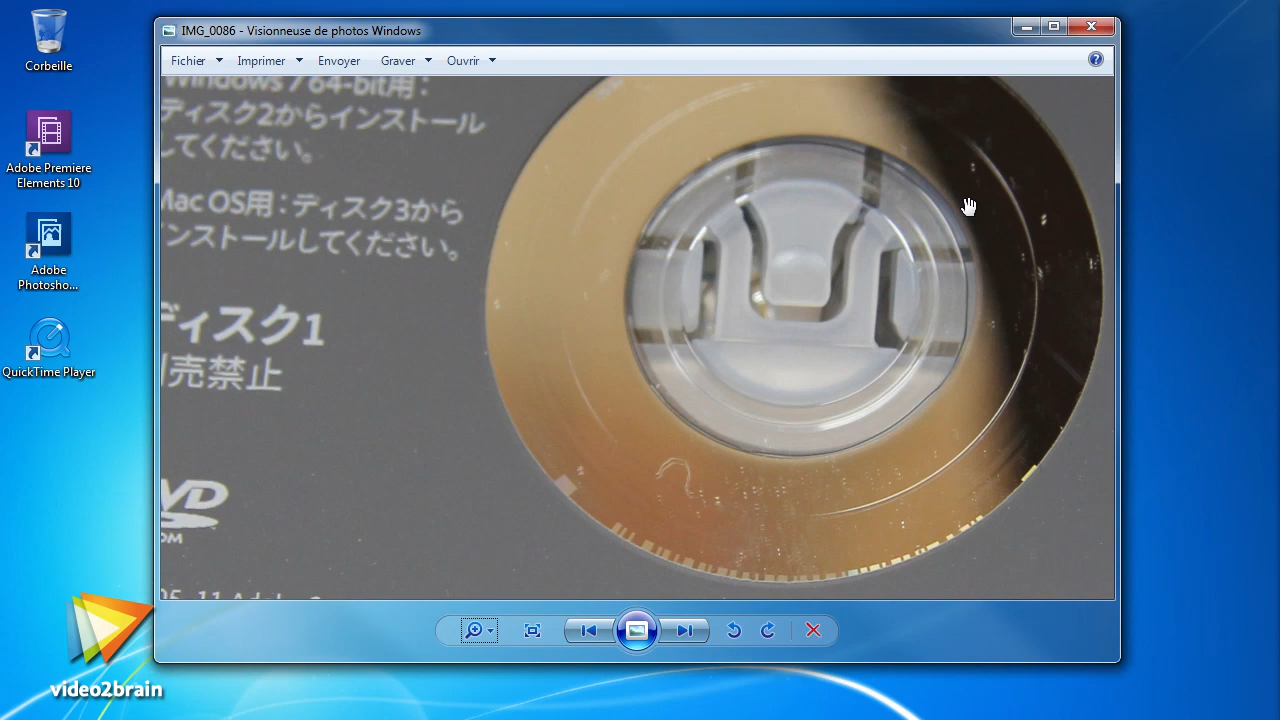 IMG_0086 - Visionneuse de photos Windows
Fichier
Imprimer
Envoyer
Graver
Ouvrir
Corbeille
Adobe Premiere
Elements 10
Adobe
Photosho...
QuickTime Player
Windows 7 64-bit用：
ディスク2からインストール
してください。
Mac OS用：ディスク3から
ンストールしてください。
ディスク1
売禁止
video2brain